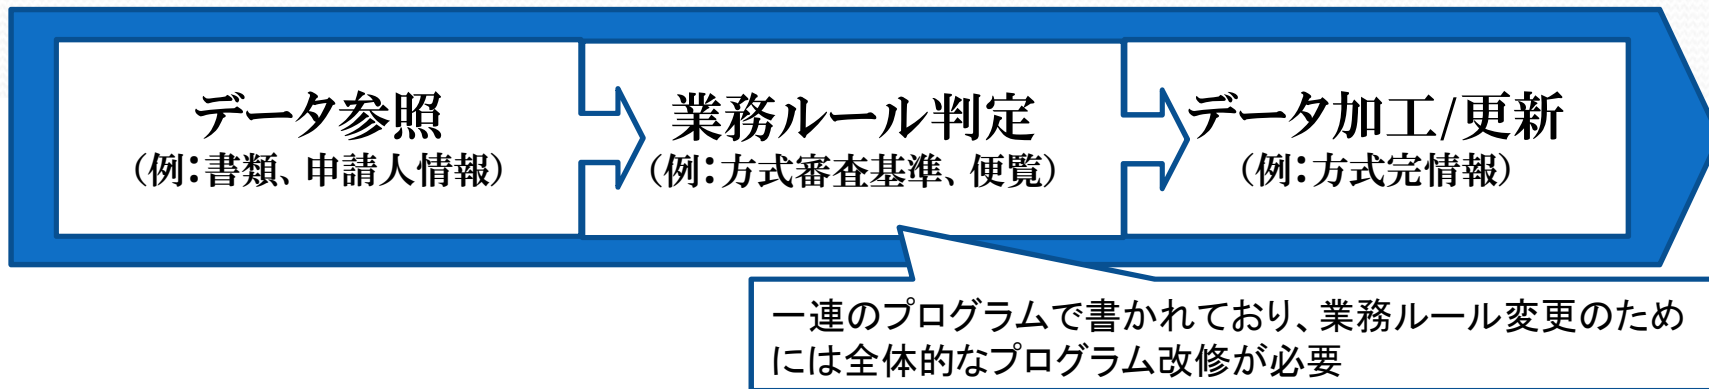 データ参照
(例：書類、申請人情報)
業務ルール判定
(例：方式審査基準、便覧)
データ加工/更新
(例：方式完情報)
一連のプログラムで書かれており、業務ルール変更のため
には全体的なプログラム改修が必要